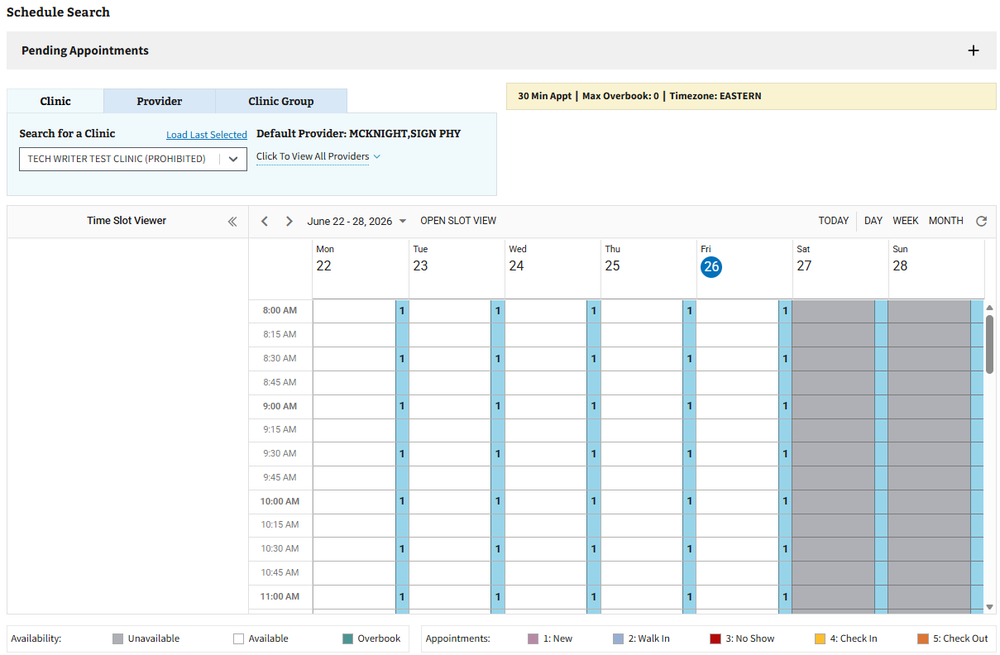 Schedule Search
Pending Appointments +
Clinic Provider Clinic Group
30 Min Appt | Max Overbook: 0 | Timezone: EASTERN
Search for a Clinic Load Last Selected Default Provider: MCKNIGHT,SIGN PHY
TECH WRITER TEST CLINIC (PROHIBITED) Click To View All Providers
Time Slot Viewer June 22 - 28, 2026 OPEN SLOT VIEW TODAY DAY WEEK MONTH
Mon Tue Wed Thu Fri Sat Sun
22 23 24 25 26 27 28
8:00 AM 1 1 1 1 1
8:15 AM
8:30 AM 1 1 1 1 1
8:45 AM
9:00 AM 1 1 1 1 1
9:15 AM
9:30 AM 1 1 1 1 1
9:45 AM
10:00 AM 1 1 1 1 1
10:15 AM
10:30 AM 1 1 1 1 1
10:45 AM
11:00 AM 1 1 1 1 1
Availability: Unavailable Available Overbook Appointments: 1: New 2: Walk In 3: No Show 4: Check In 5: Check Out